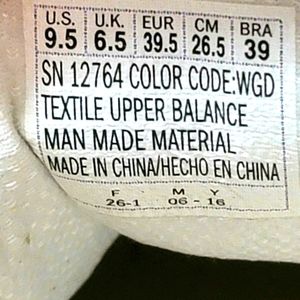 U.S. U.K. EUR CM BRA
9.5 6.5 39.5 26.5 39
SN 12764 COLOR CODE:WGD
TEXTILE UPPER BALANCE
MAN MADE MATERIAL
MADE IN CHINA/HECHO EN CHINA
F M Y
26-1 06 - 16